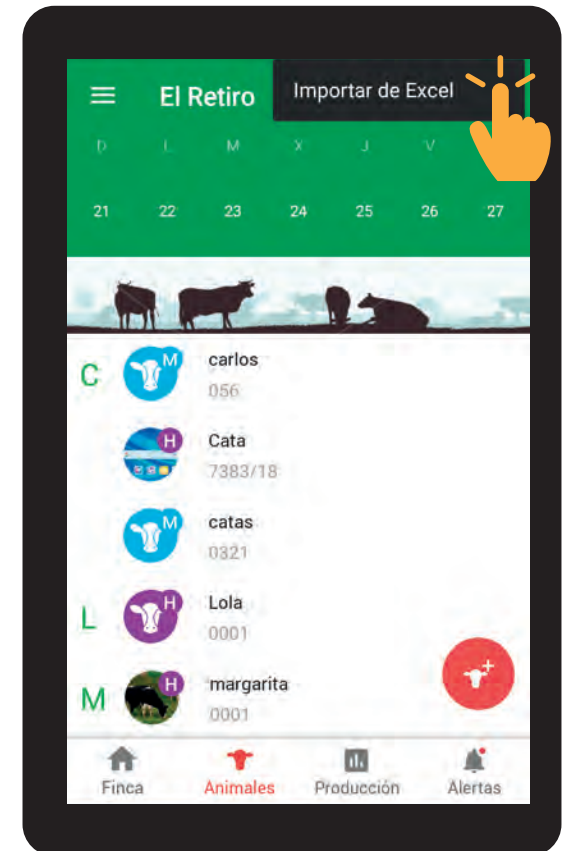 El Retiro Importar de Excel
D L M X J V
21 22 23 24 25 26 27
C M carlos
056
H Cata
7383/18
M catas
0321
L H Lola
0001
M H margarita
0001
Finca Animales Producción Alertas